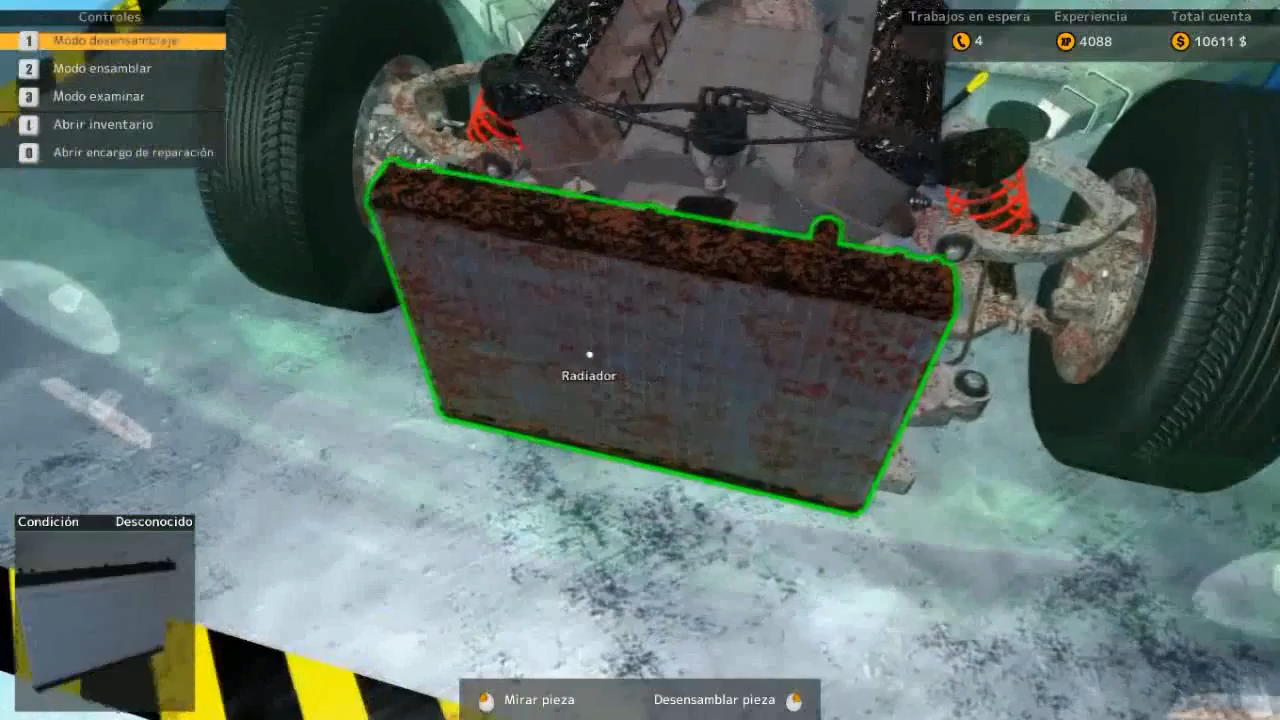 Controles
1 Modo desensamblaje
2 Modo ensamblar
3 Modo examinar
I Abrir inventario
O Abrir encargo de reparación
Trabajos en espera Experiencia Total cuenta
4 XP 4088 $ 10611 $
Radiador
Condición Desconocido
Mirar pieza Desensamblar pieza